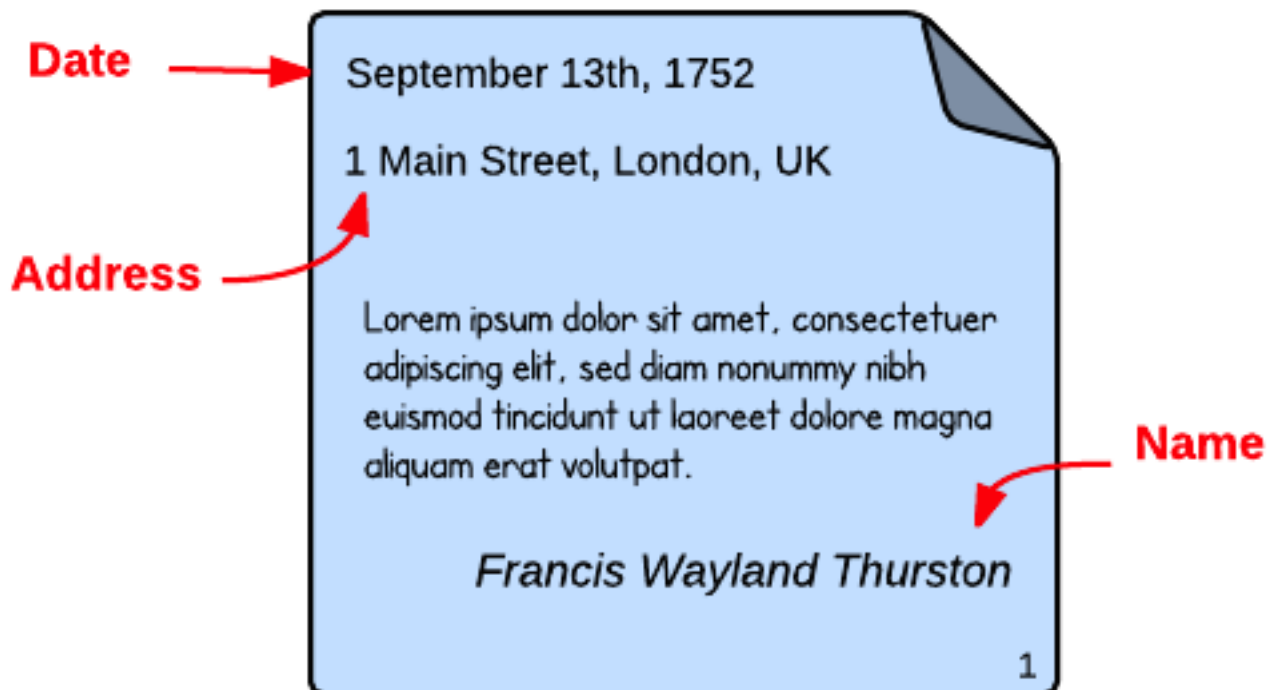 Date
September 13th, 1752
1 Main Street, London, UK
Address
Lorem ipsum dolor sit amet, consectetuer
adipiscing elit, sed diam nonummy nibh
euismod tincidunt ut laoreet dolore magna
aliquam erat volutpat.
Name
Francis Wayland Thurston
1